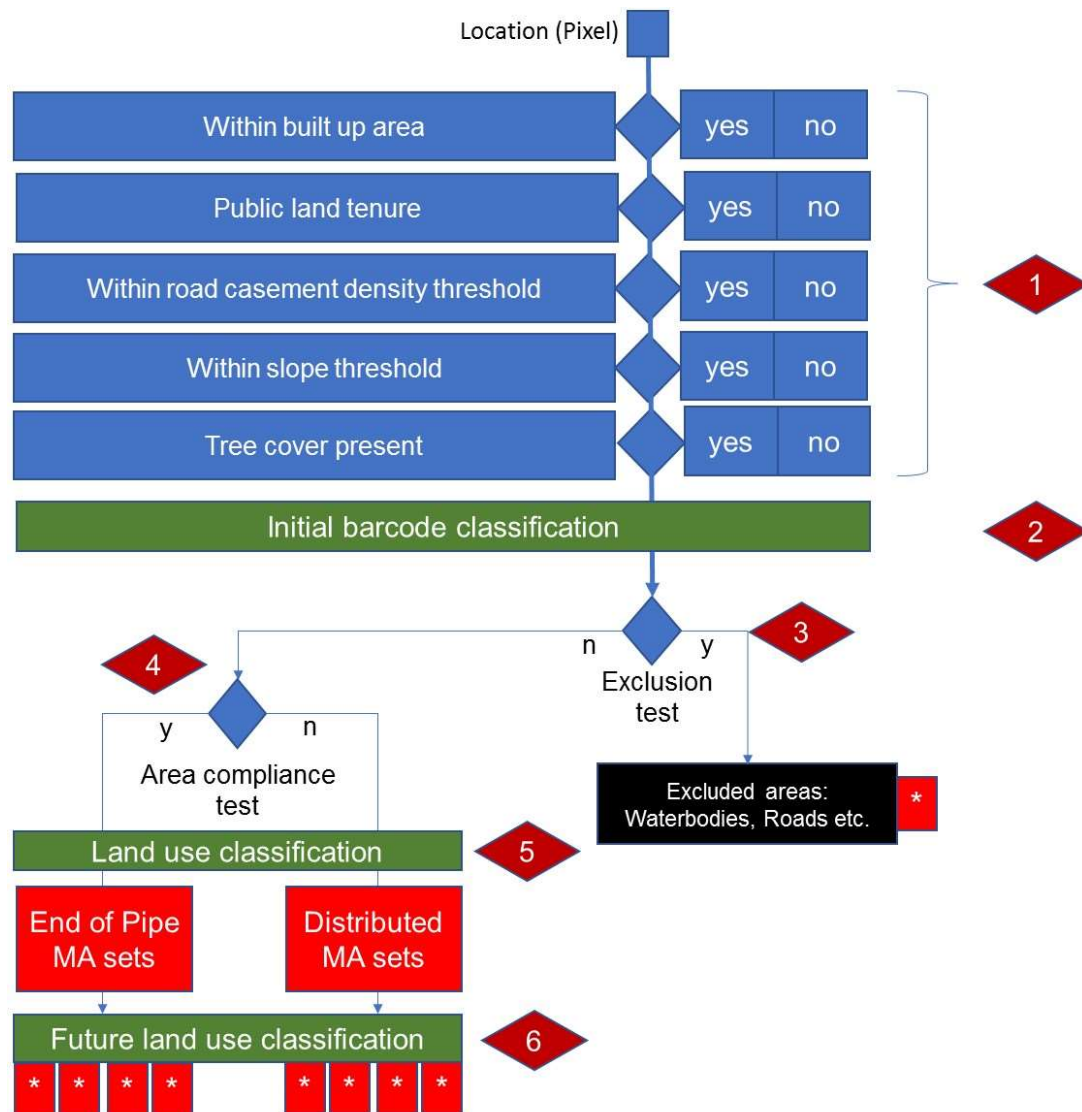 Location (Pixel)
Within built up area
yes
no
Public land tenure
yes
no
Within road casement density threshold
yes
no
1
Within slope threshold
yes
no
Tree cover present
yes
no
Initial barcode classification
2
n
y
3
Exclusion
test
4
y
n
Area compliance
test
Excluded areas:
Waterbodies, Roads etc.
*
Land use classification
5
End of Pipe
MA sets
Distributed
MA sets
Future land use classification
6
* * * * * * * *